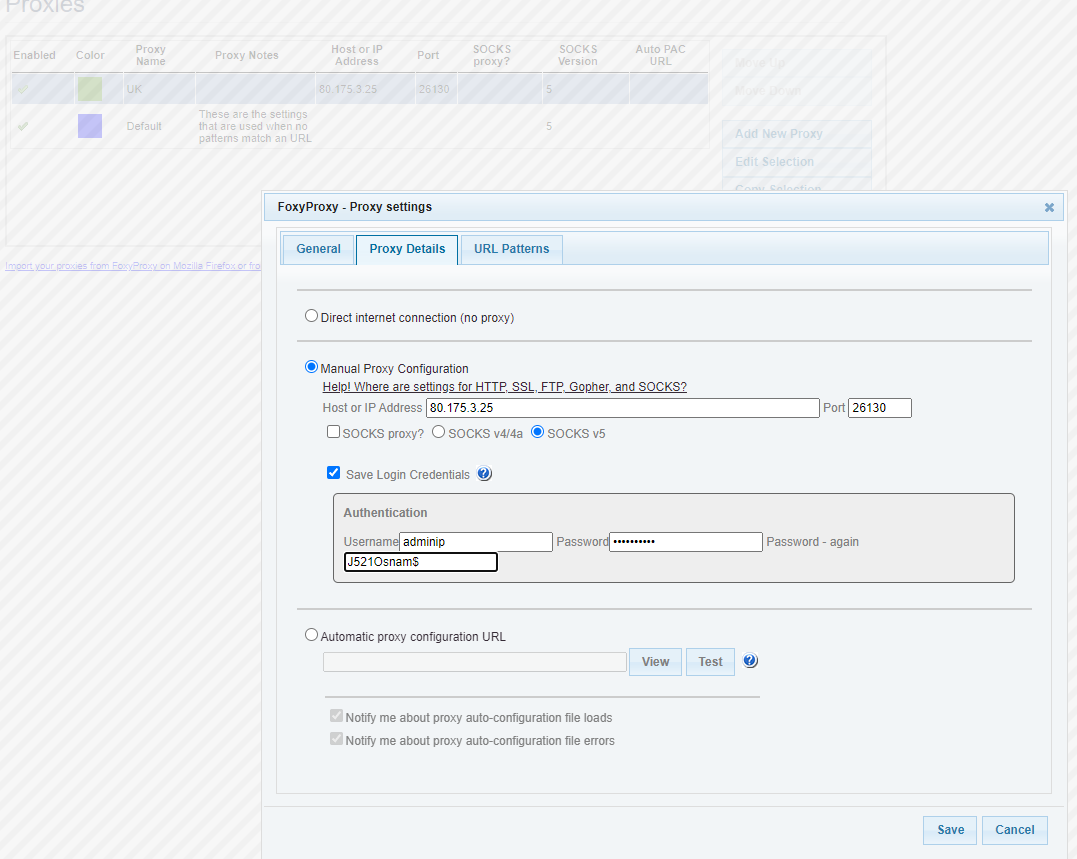 Proxies
Enabled Color Proxy Name Proxy Notes Host or IP Address Port SOCKS proxy? SOCKS Version Auto PAC URL
Move Up
UK 80.175.3.25 26130 5
Move Down
These are the settings
Default that are used when no 5
patterns match an URL
Add New Proxy
Edit Selection
Copy Selection
FoxyProxy - Proxy settings
General Proxy Details URL Patterns
Import your proxies from FoxyProxy on Mozilla Firefox or fro
Direct internet connection (no proxy)
Manual Proxy Configuration
Help! Where are settings for HTTP, SSL, FTP, Gopher, and SOCKS?
Host or IP Address 80.175.3.25 Port 26130
SOCKS proxy? SOCKS v4/4a SOCKS v5
Save Login Credentials ?
Authentication
Username adminip Password •••••••••• Password - again
J521Osnam$
Automatic proxy configuration URL
View Test ?
Notify me about proxy auto-configuration file loads
Notify me about proxy auto-configuration file errors
Save Cancel